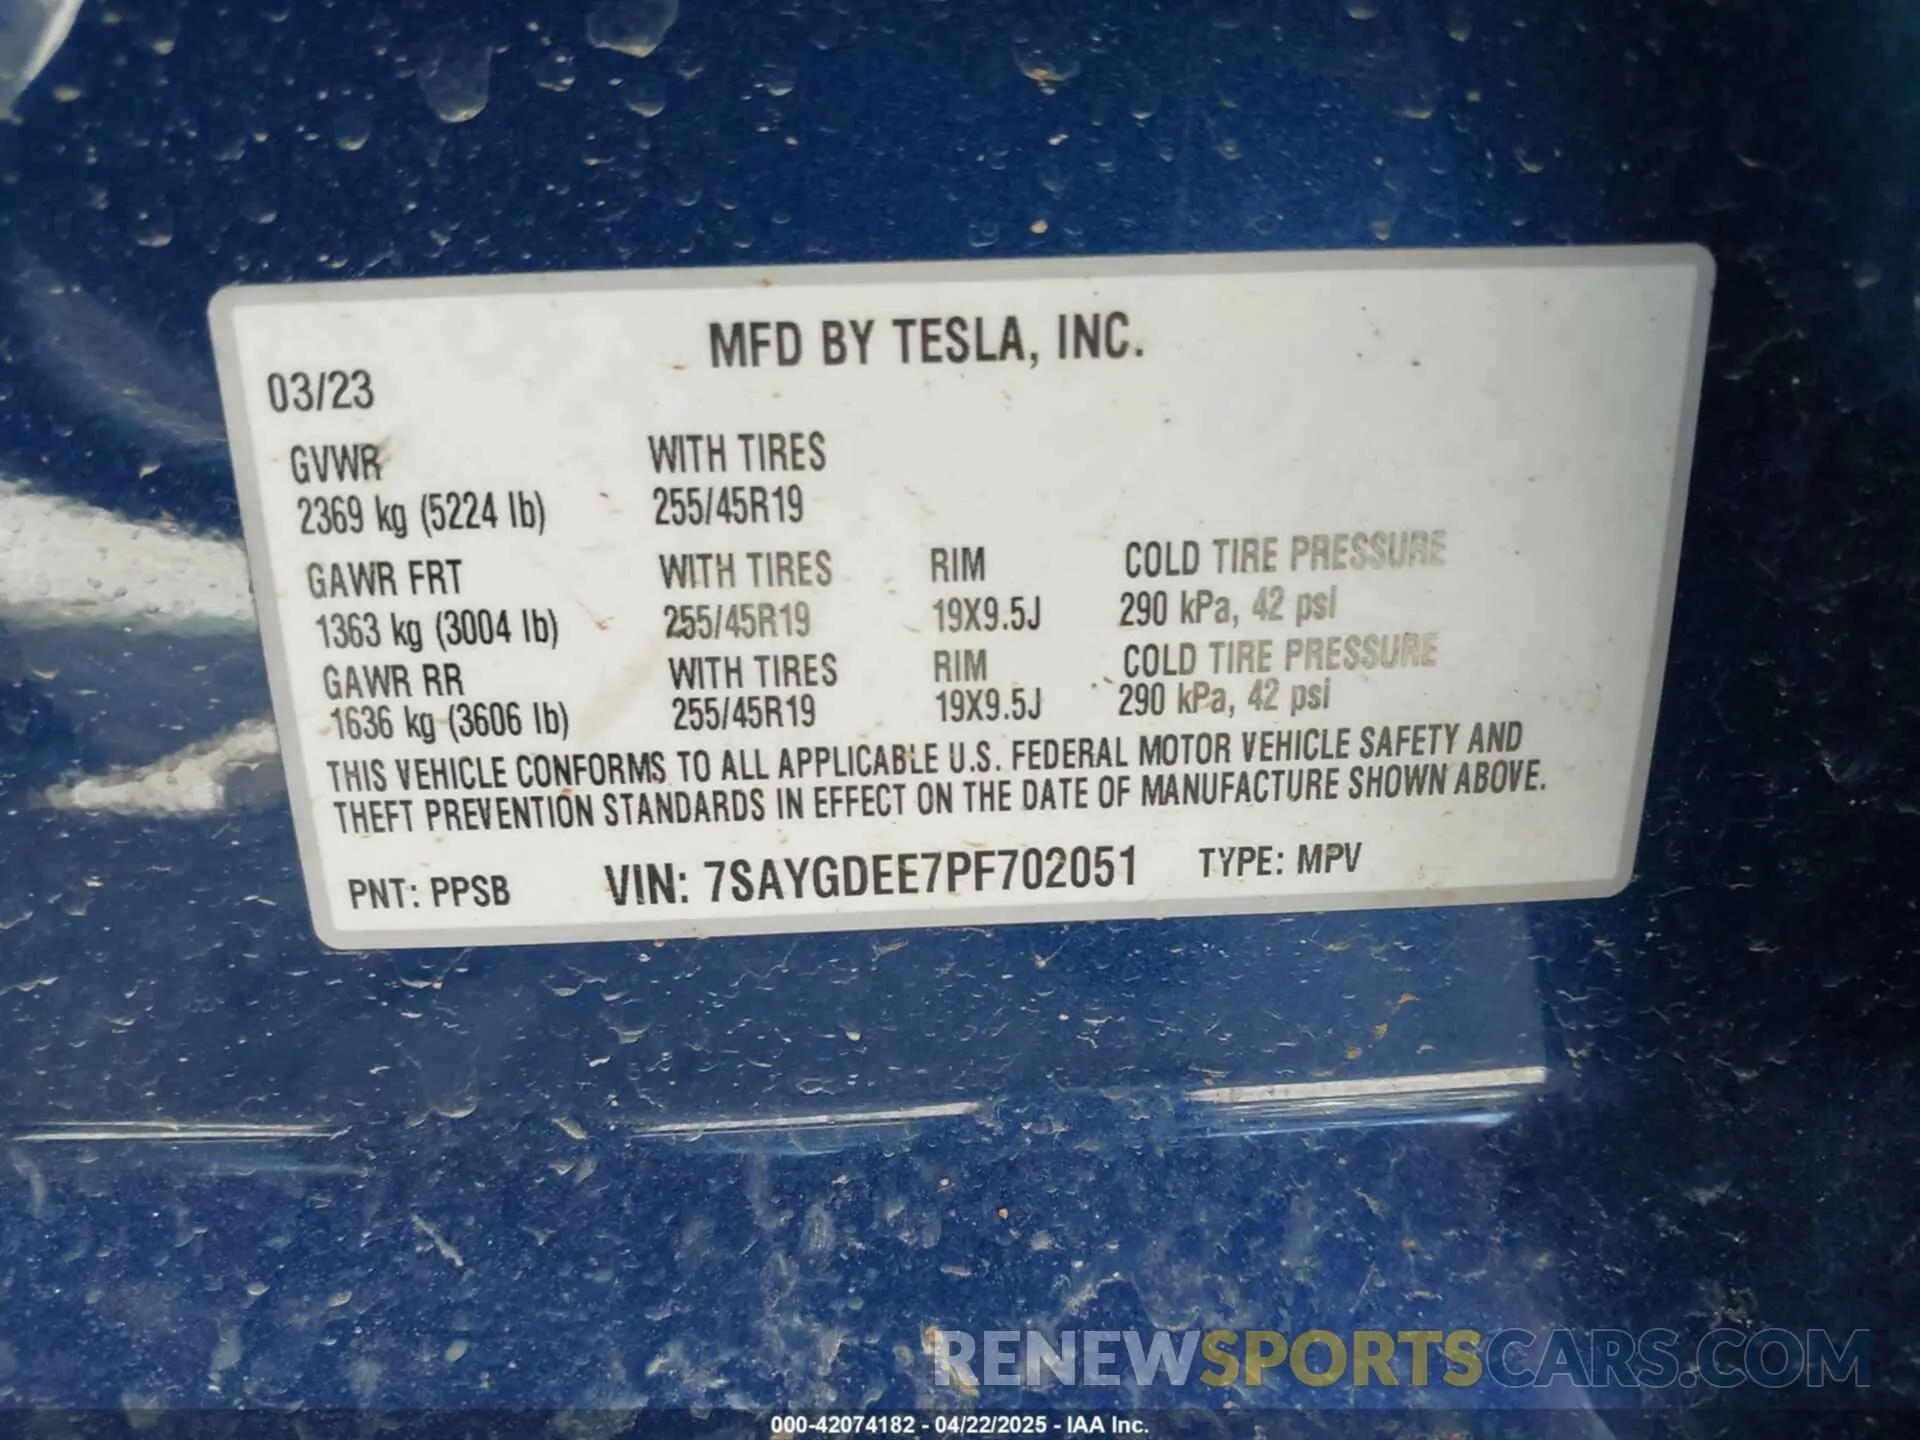 MFD BY TESLA, INC.
03/23
GVWR WITH TIRES
2369 kg (5224 lb) 255/45R19
GAWR FRT WITH TIRES RIM COLD TIRE PRESSURE
1363 kg (3004 lb) 255/45R19 19X9.5J 290 kPa, 42 psi
GAWR RR WITH TIRES RIM COLD TIRE PRESSURE
1636 kg (3606 lb) 255/45R19 19X9.5J 290 kPa, 42 psi
THIS VEHICLE CONFORMS TO ALL APPLICABLE U.S. FEDERAL MOTOR VEHICLE SAFETY AND
THEFT PREVENTION STANDARDS IN EFFECT ON THE DATE OF MANUFACTURE SHOWN ABOVE.
PNT: PPSB VIN: 7SAYGDEE7PF702051 TYPE: MPV
RENEWSPORTSCARS.COM
000-42074182 - 04/22/2025 - IAA Inc.